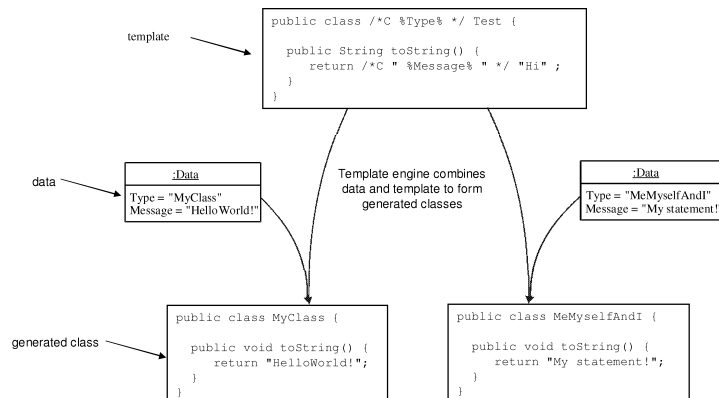 public class /*C %Type% */ Test {
template
public String toString() {
return /*C " %Message% " */ "Hi" ;
}
}
data
:Data
Type = "MyClass"
Message = "HelloWorld!"
Template engine combines
data and template to form
generated classes
:Data
Type = "MeMyselfAndI"
Message = "My statement!"
generated class
public class MyClass {
public void toString() {
return "HelloWorld!";
}
}
public class MeMyselfAndI {
public void toString() {
return "My statement!";
}
}